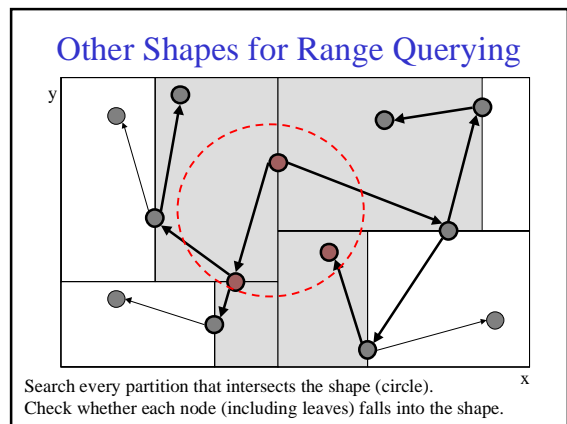 Other Shapes for Range Querying
y
x
Search every partition that intersects the shape (circle).
Check whether each node (including leaves) falls into the shape.